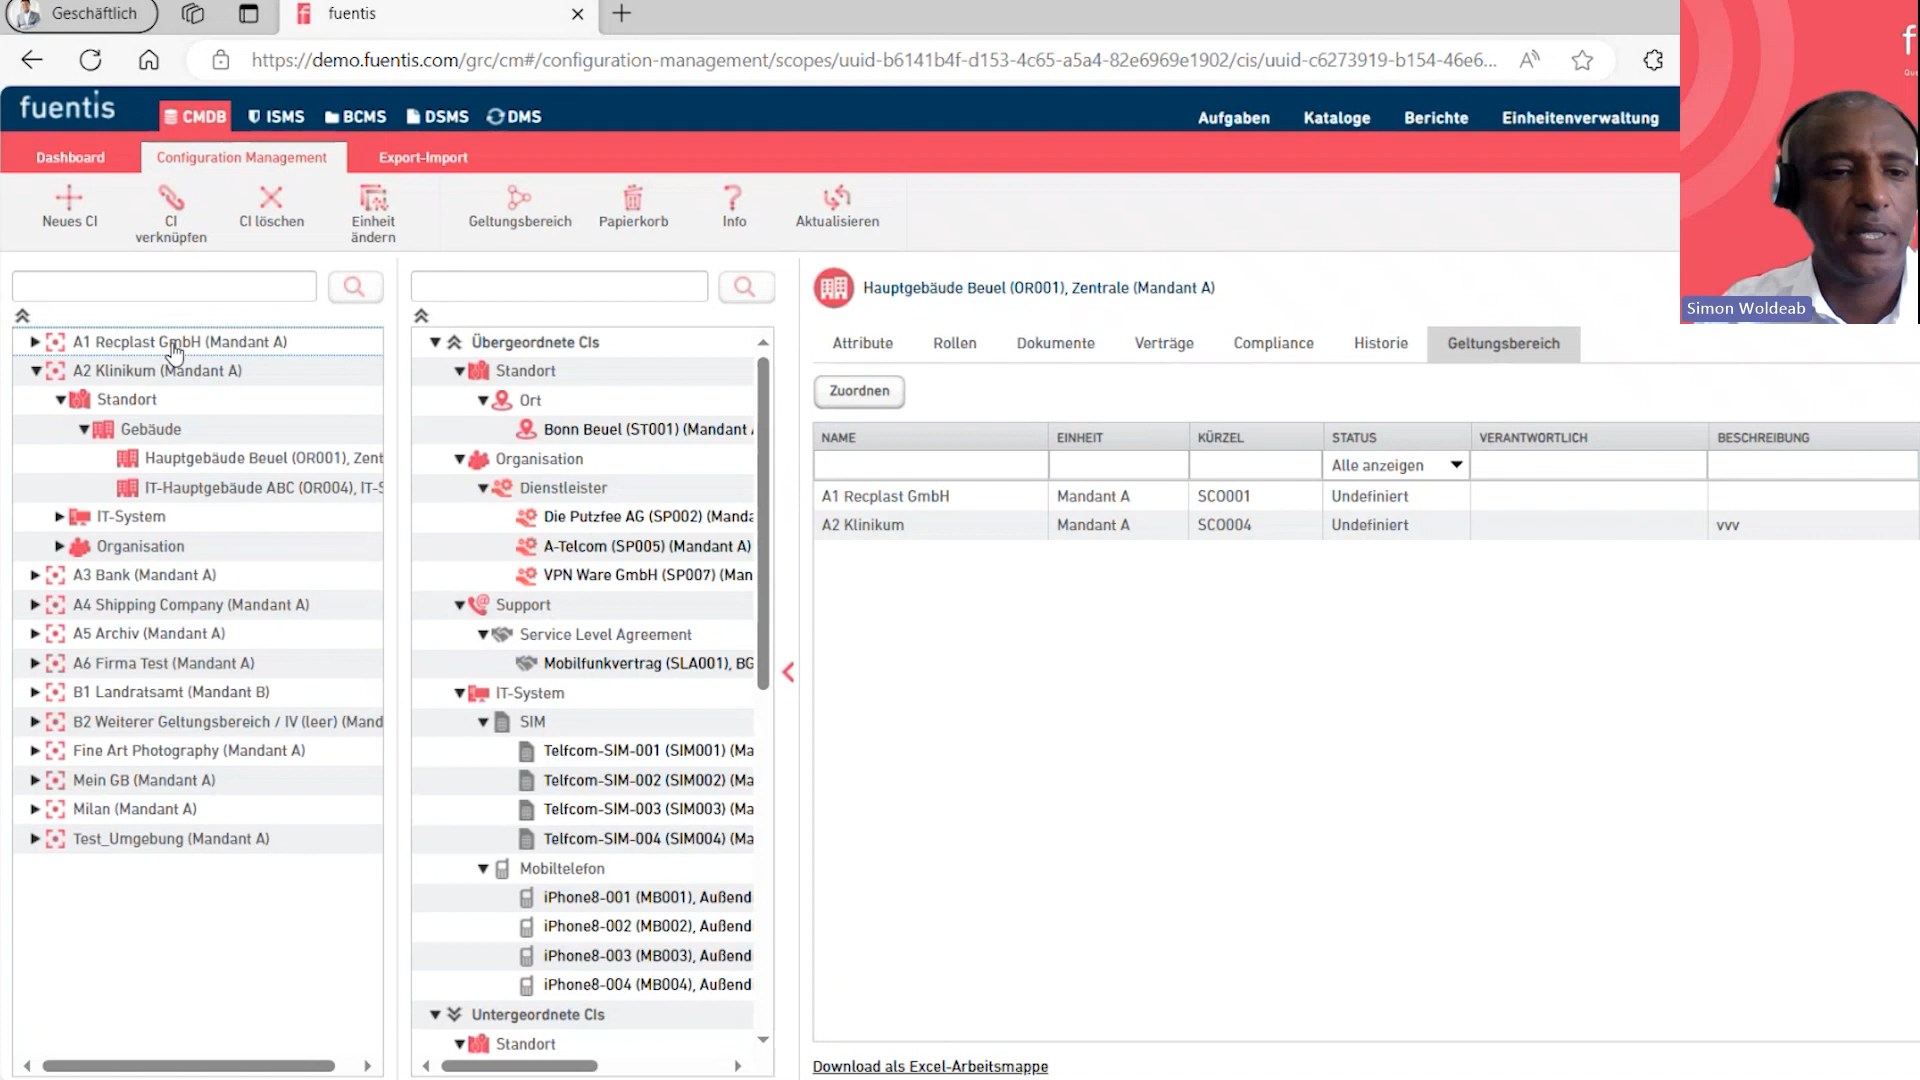 Geschäftlich
fuentis
https://demo.fuentis.com/grc/cm#/configuration-management/scopes/uuid-b6141b4f-d153-4c65-a5a4-82e6969e1902/cis/uuid-c6273919-b154-46e6...
fuentis
CMDB
ISMS
BCMS
DSMS
DMS
Aufgaben
Kataloge
Berichte
Einheitenverwaltung
Dashboard
Configuration Management
Export-Import
Neues CI
CI verknüpfen
CI löschen
Einheit ändern
Geltungsbereich
Papierkorb
Info
Aktualisieren
Simon Woldeab
A1 Recplast GmbH (Mandant A)
A2 Klinikum (Mandant A)
Standort
Gebäude
Hauptgebäude Beuel (OR001), Zent
IT-Hauptgebäude ABC (OR004), IT-S
IT-System
Organisation
A3 Bank (Mandant A)
A4 Shipping Company (Mandant A)
A5 Archiv (Mandant A)
A6 Firma Test (Mandant A)
B1 Landratsamt (Mandant B)
B2 Weiterer Geltungsbereich / IV (leer) (Mand
Fine Art Photography (Mandant A)
Mein GB (Mandant A)
Milan (Mandant A)
Test_Umgebung (Mandant A)
Übergeordnete CIs
Standort
Ort
Bonn Beuel (ST001) (Mandant
Organisation
Dienstleister
Die Putzfee AG (SP002) (Manda
A-Telcom (SP005) (Mandant A)
VPN Ware GmbH (SP007) (Man
Support
Service Level Agreement
Mobilfunkvertrag (SLA001), BG
IT-System
SIM
Telfcom-SIM-001 (SIM001) (Ma
Telfcom-SIM-002 (SIM002) (Ma
Telfcom-SIM-003 (SIM003) (Ma
Telfcom-SIM-004 (SIM004) (Ma
Mobiltelefon
iPhone8-001 (MB001), Außend
iPhone8-002 (MB002), Außend
iPhone8-003 (MB003), Außend
iPhone8-004 (MB004), Außend
Untergeordnete CIs
Standort
Hauptgebäude Beuel (OR001), Zentrale (Mandant A)
Attribute
Rollen
Dokumente
Verträge
Compliance
Historie
Geltungsbereich
Zuordnen
NAME EINHEIT KÜRZEL STATUS VERANTWORTLICH BESCHREIBUNG
Alle anzeigen
A1 Recplast GmbH Mandant A SCO001 Undefiniert
A2 Klinikum Mandant A SCO004 Undefiniert vvv
Download als Excel-Arbeitsmappe